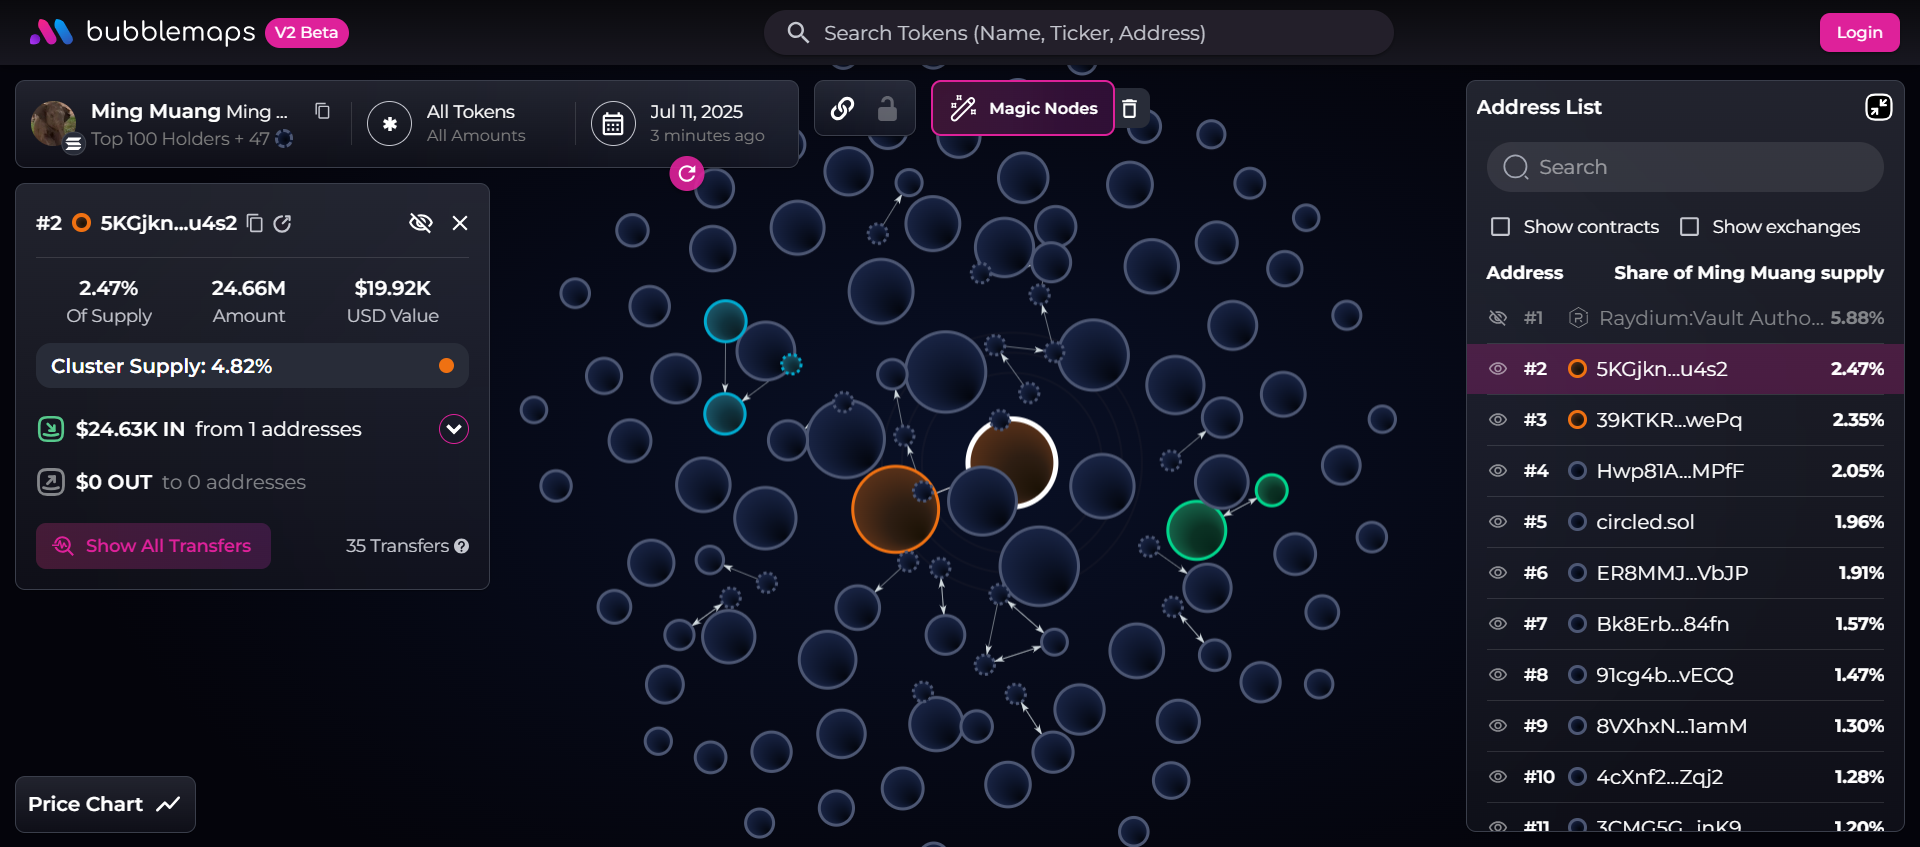 bubblemaps V2 Beta
Search Tokens (Name, Ticker, Address)
Login
Ming Muang Ming ...
Top 100 Holders + 47
All Tokens
All Amounts
Jul 11, 2025
3 minutes ago
Magic Nodes
#2 5KGjkn...u4s2
2.47% 24.66M $19.92K
Of Supply Amount USD Value
Cluster Supply: 4.82%
$24.63K IN from 1 addresses
$0 OUT to 0 addresses
Show All Transfers 35 Transfers ?
Price Chart
Address List
Search
Show contracts Show exchanges
Address Share of Ming Muang supply
#1 Raydium:Vault Autho... 5.88%
#2 5KGjkn...u4s2 2.47%
#3 39KTKR...wePq 2.35%
#4 Hwp81A...MPfF 2.05%
#5 circled.sol 1.96%
#6 ER8MMJ...VbJP 1.91%
#7 Bk8Erb...84fn 1.57%
#8 91cg4b...vECQ 1.47%
#9 8VXhxN...1amM 1.30%
#10 4cXnf2...Zqj2 1.28%
#11 3CMG5G...jnK9 1.20%